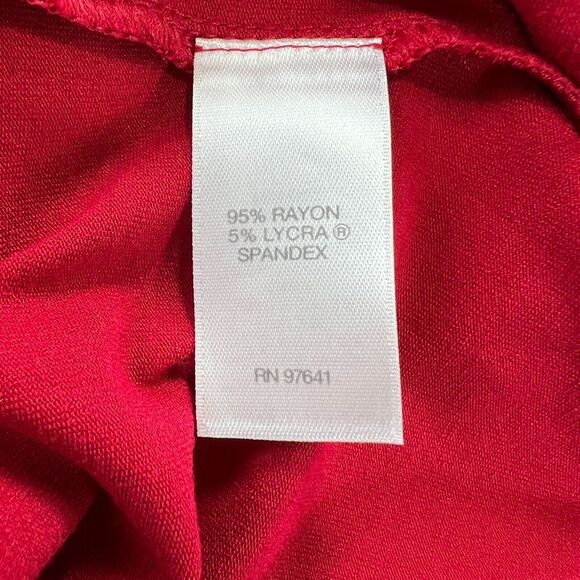 95% RAYON
5% LYCRA ®
SPANDEX
RN 97641